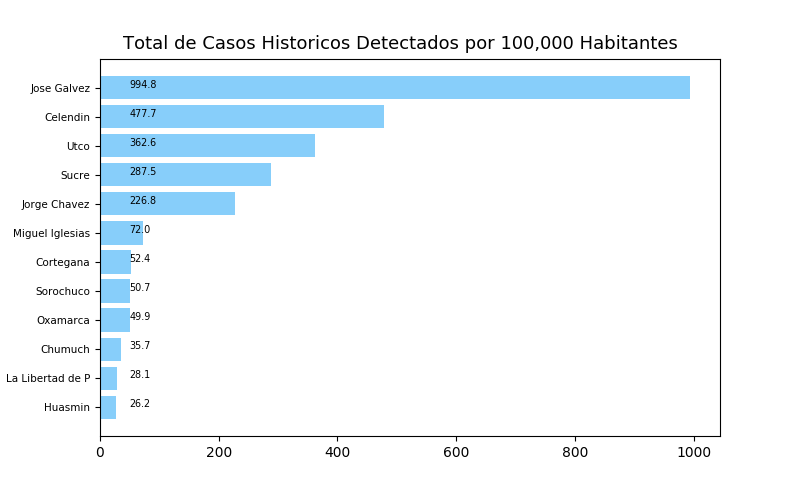 Total de Casos Historicos Detectados por 100,000 Habitantes
Jose Galvez 994.8
Celendin 477.7
Utco 362.6
Sucre 287.5
Jorge Chavez 226.8
Miguel Iglesias 72.0
Cortegana 52.4
Sorochuco 50.7
Oxamarca 49.9
Chumuch 35.7
La Libertad de P 28.1
Huasmin 26.2
0 200 400 600 800 1000